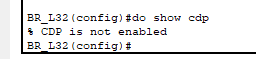 BR_L32(config)#do show cdp
% CDP is not enabled
BR_L32(config)#